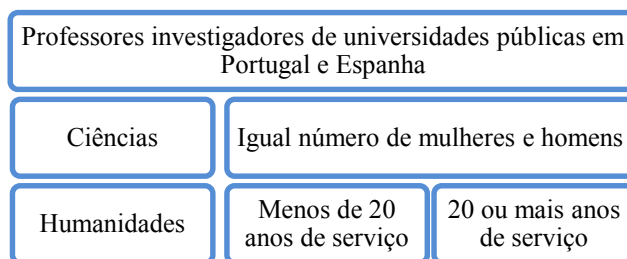 Professores investigadores de universidades públicas em
Portugal e Espanha
Ciências
Igual número de mulheres e homens
Humanidades
Menos de 20
anos de serviço
20 ou mais anos
de serviço